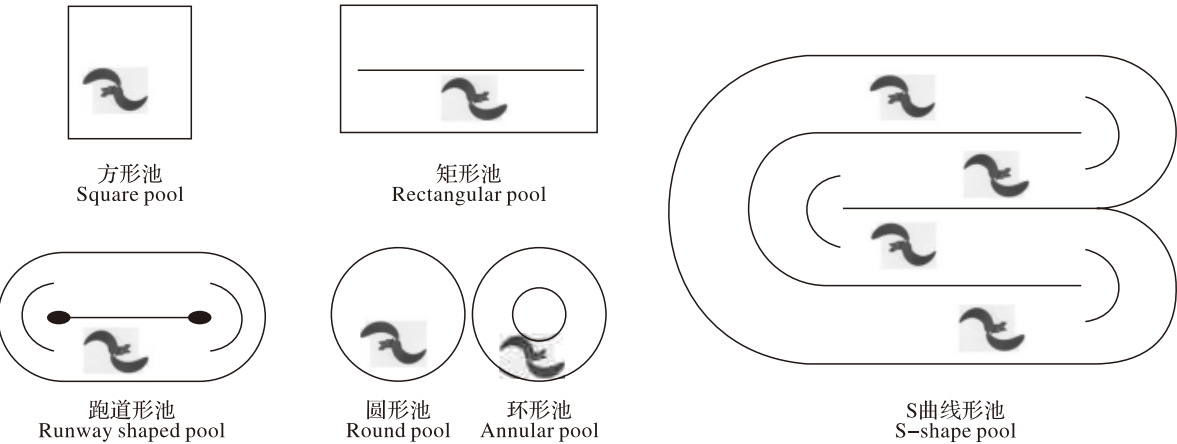 方形池
Square pool
矩形池
Rectangular pool
跑道形池
Runway shaped pool
圆形池
Round pool
环形池
Annular pool
S曲线形池
S-shape pool